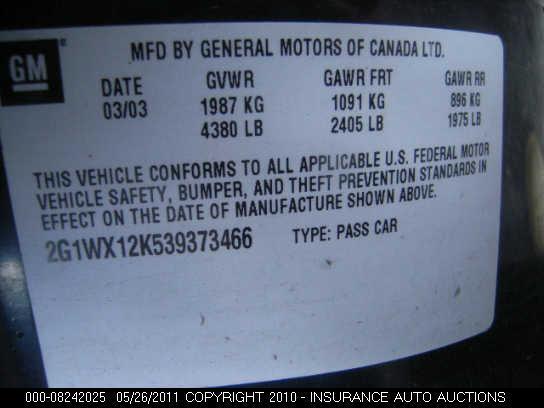 GM ®
MFD BY GENERAL MOTORS OF CANADA LTD.
DATE GVWR GAWR FRT GAWR RR
03/03 1987 KG 1091 KG 896 KG
4380 LB 2405 LB 1975 LB
THIS VEHICLE CONFORMS TO ALL APPLICABLE U.S. FEDERAL MOTOR
VEHICLE SAFETY, BUMPER, AND THEFT PREVENTION STANDARDS IN
EFFECT ON THE DATE OF MANUFACTURE SHOWN ABOVE.
2G1WX12K539373466 TYPE: PASS CAR
000-08242025 05/26/2011 COPYRIGHT 2010 - INSURANCE AUTO AUCTIONS